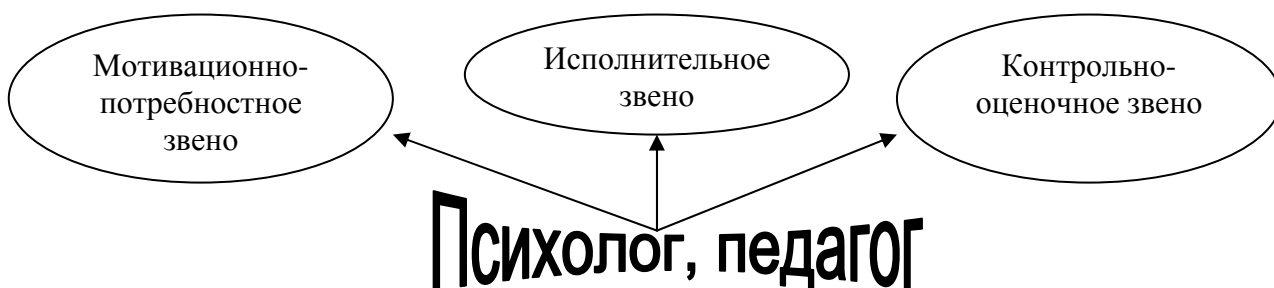 Мотивационно-
потребностное
звено
Исполнительное
звено
Контрольно-
оценочное звено
Психолог, педагог